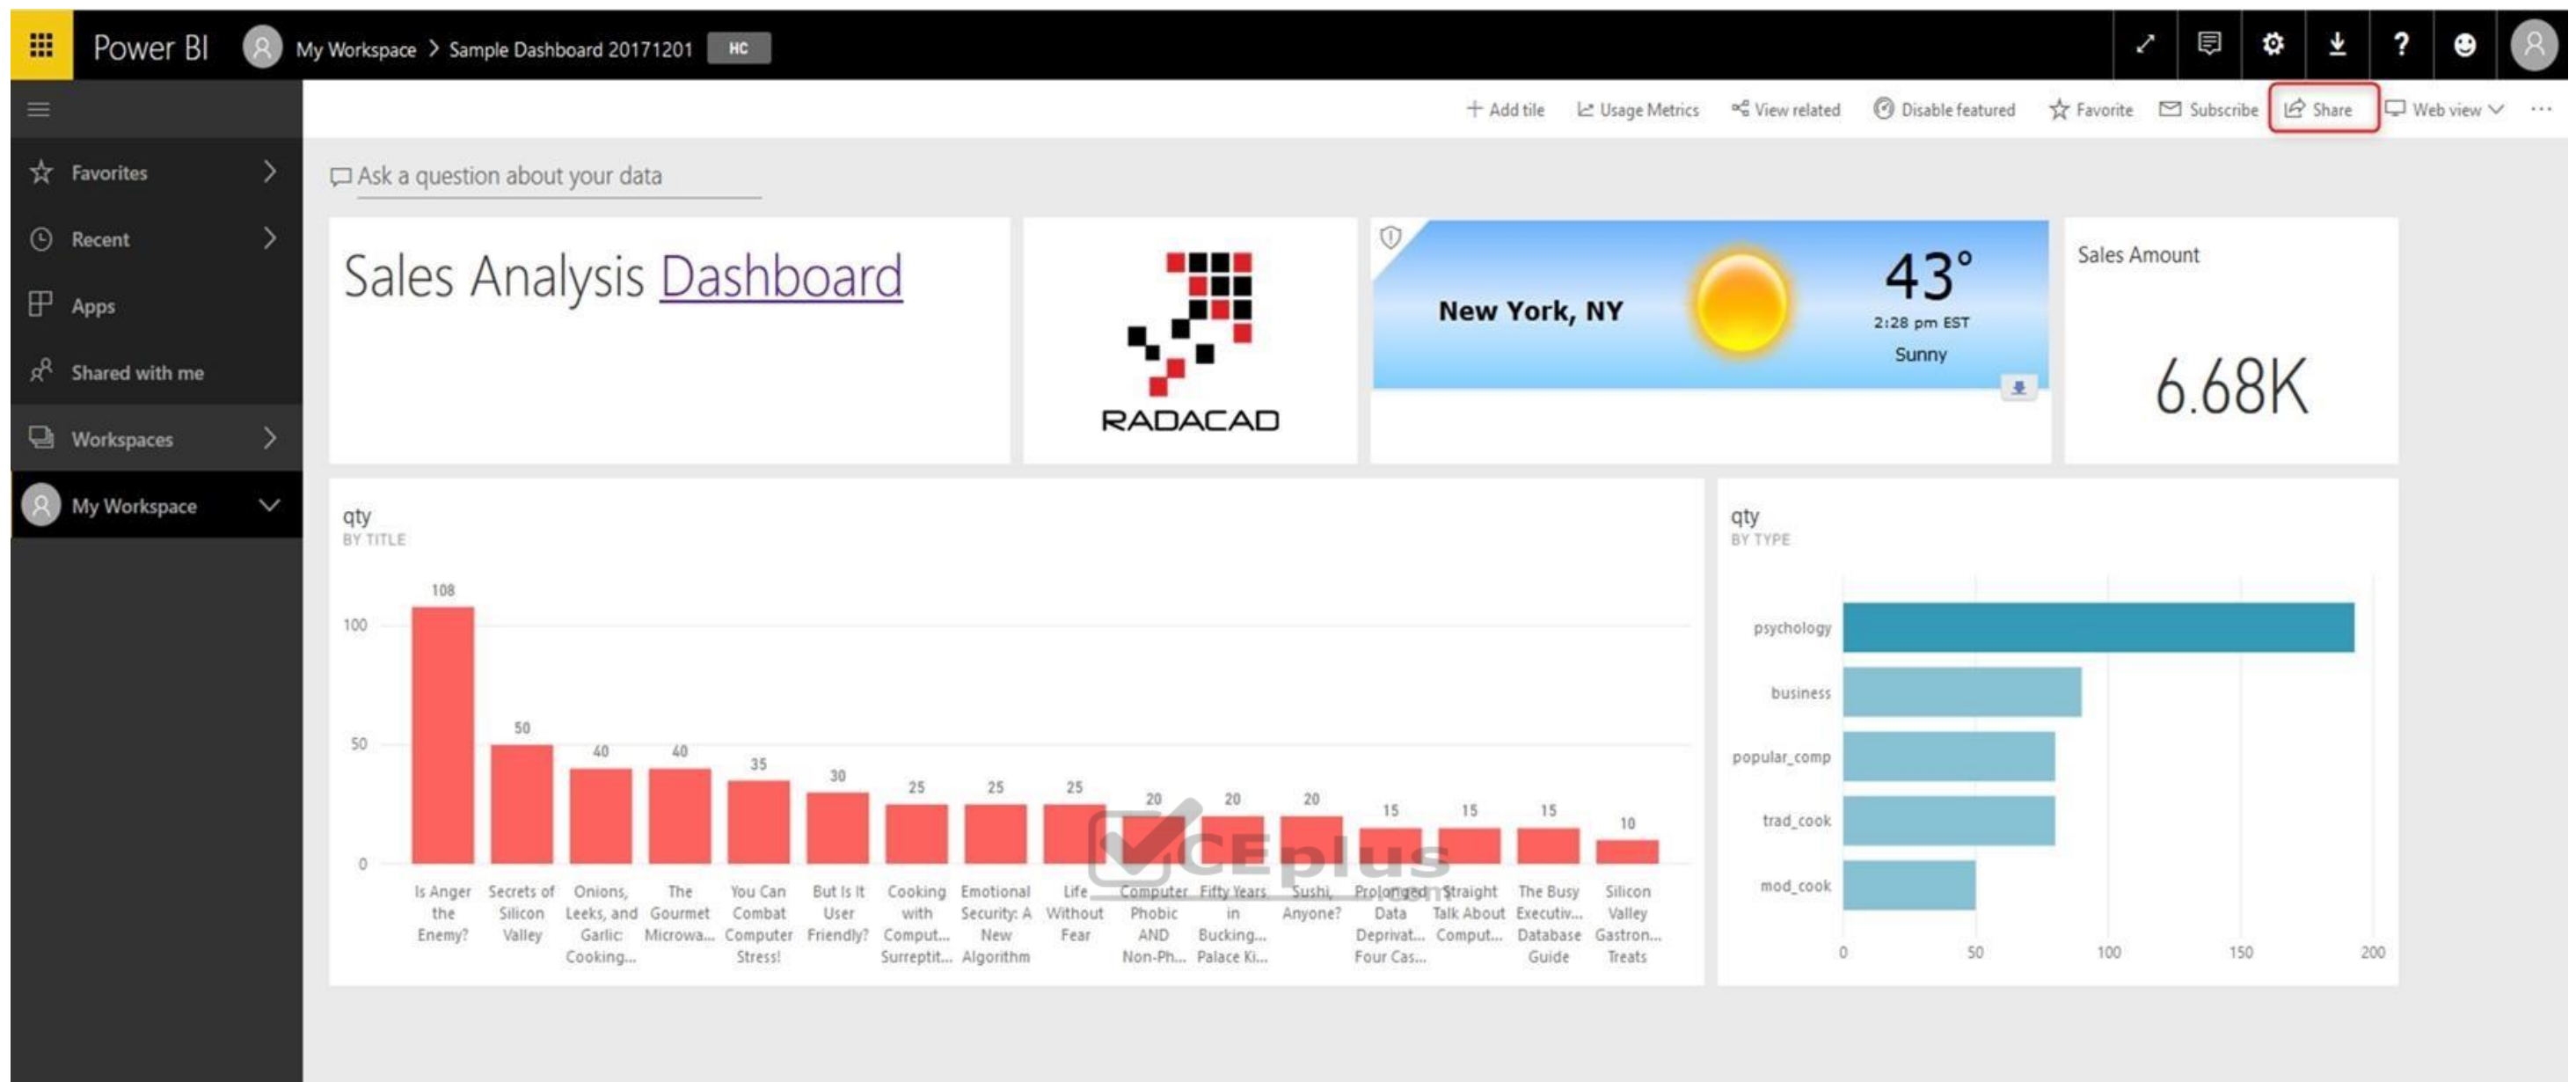 Power BI
My Workspace > Sample Dashboard 20171201
HC
?
+ Add tile
Usage Metrics
View related
Disable featured
Favorite
Subscribe
Share
Web view
...
Favorites
Recent
Apps
Shared with me
Workspaces
My Workspace
Ask a question about your data
Sales Analysis Dashboard
RADACAD
New York, NY
43°
2:28 pm EST
Sunny
Sales Amount
6.68K
qty
BY TITLE
100
50
0
108
50
40
40
35
30
25
25
25
20
20
20
15
15
15
10
Is Anger
the
Enemy?
Secrets of
Silicon
Valley
Onions,
Leeks, and
Garlic:
Cooking...
The
Gourmet
Microwa...
You Can
Combat
Computer
Stress!
But Is It
User
Friendly?
Cooking
with
Comput...
Surreptit...
Emotional
Security: A
New
Algorithm
Life
Without
Fear
Computer
Phobic
AND
Non-Ph...
Fifty Years
in
Bucking...
Palace Ki...
Sushi,
Anyone?
Prolonged
Data
Deprivat...
Four Cas...
Straight
Talk About
Comput...
The Busy
Executiv...
Database
Guide
Silicon
Valley
Gastron...
Treats
CEplus
.com
qty
BY TYPE
psychology
business
popular_comp
trad_cook
mod_cook
0
50
100
150
200